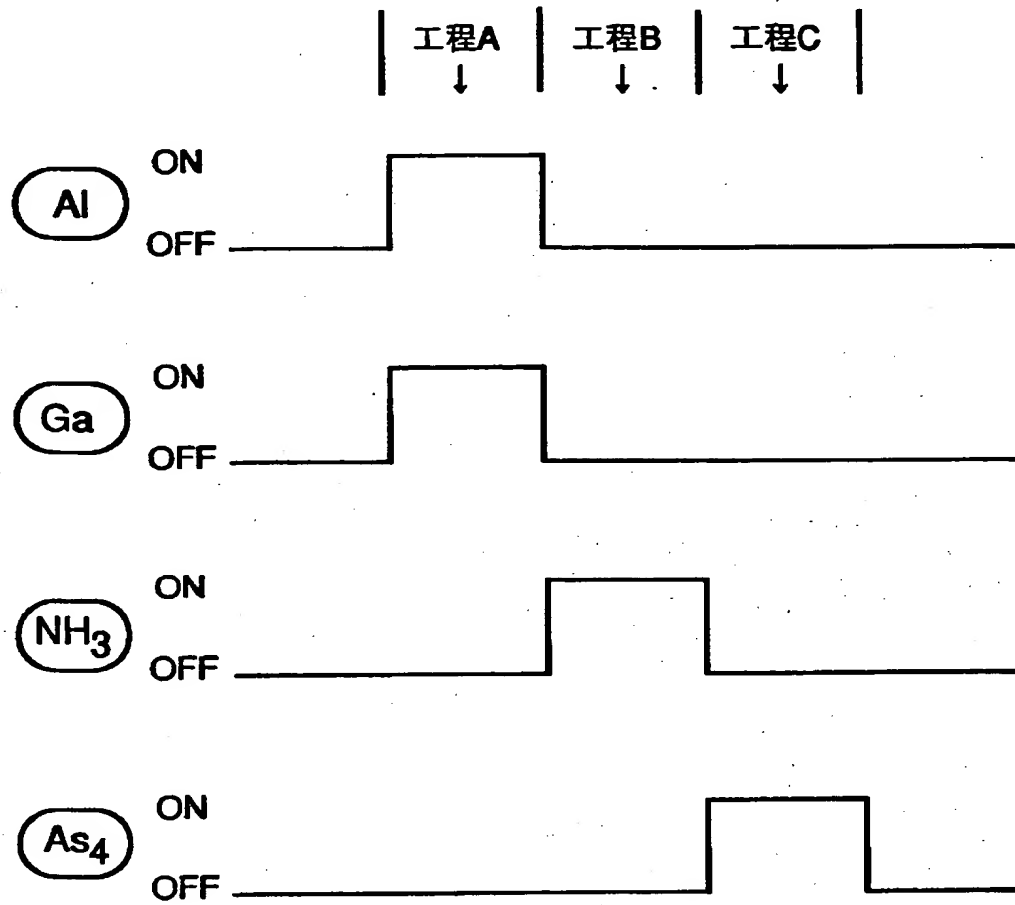 工程A 工程B 工程C
↓ ↓ ↓
ON
Al
OFF
ON
Ga
OFF
ON
NH3
OFF
ON
As4
OFF